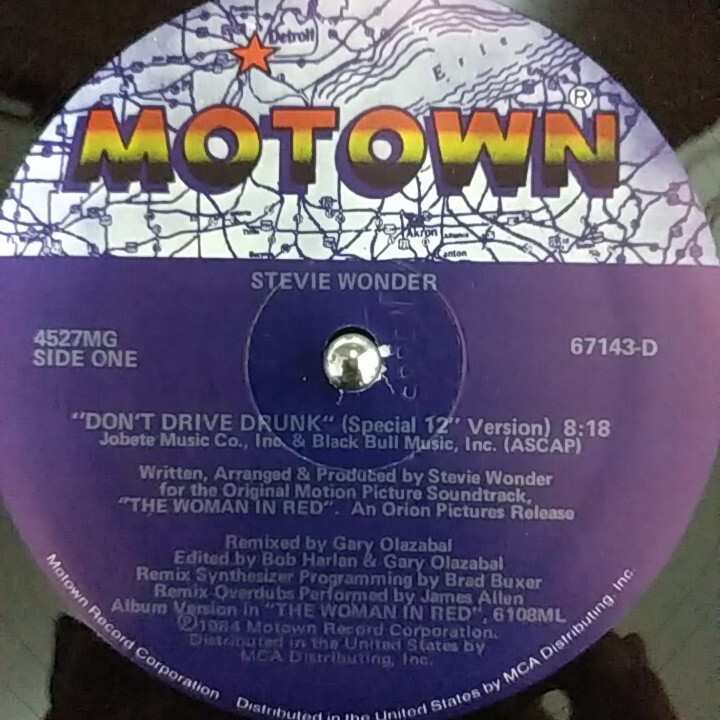 Detroit
Erie
MOTOWN®
Akron
Canton
STEVIE WONDER
4527MG
SIDE ONE
67143-D
"DON'T DRIVE DRUNK" (Special 12" Version) 8:18
Jobete Music Co., Inc. & Black Bull Music, Inc. (ASCAP)
Written, Arranged & Produced by Stevie Wonder
for the Original Motion Picture Soundtrack,
"THE WOMAN IN RED". An Orion Pictures Release
Remixed by Gary Olazabal
Edited by Bob Harlan & Gary Olazabal
Remix Synthesizer Programming by Brad Buxer
Remix Overdubs Performed by James Allen
Album Version in "THE WOMAN IN RED", 6108ML
℗1984 Motown Record Corporation.
Distributed in the United States by
MCA Distributing, Inc.
Motown Record Corporation Distributed in the United States by MCA Distributing, Inc.